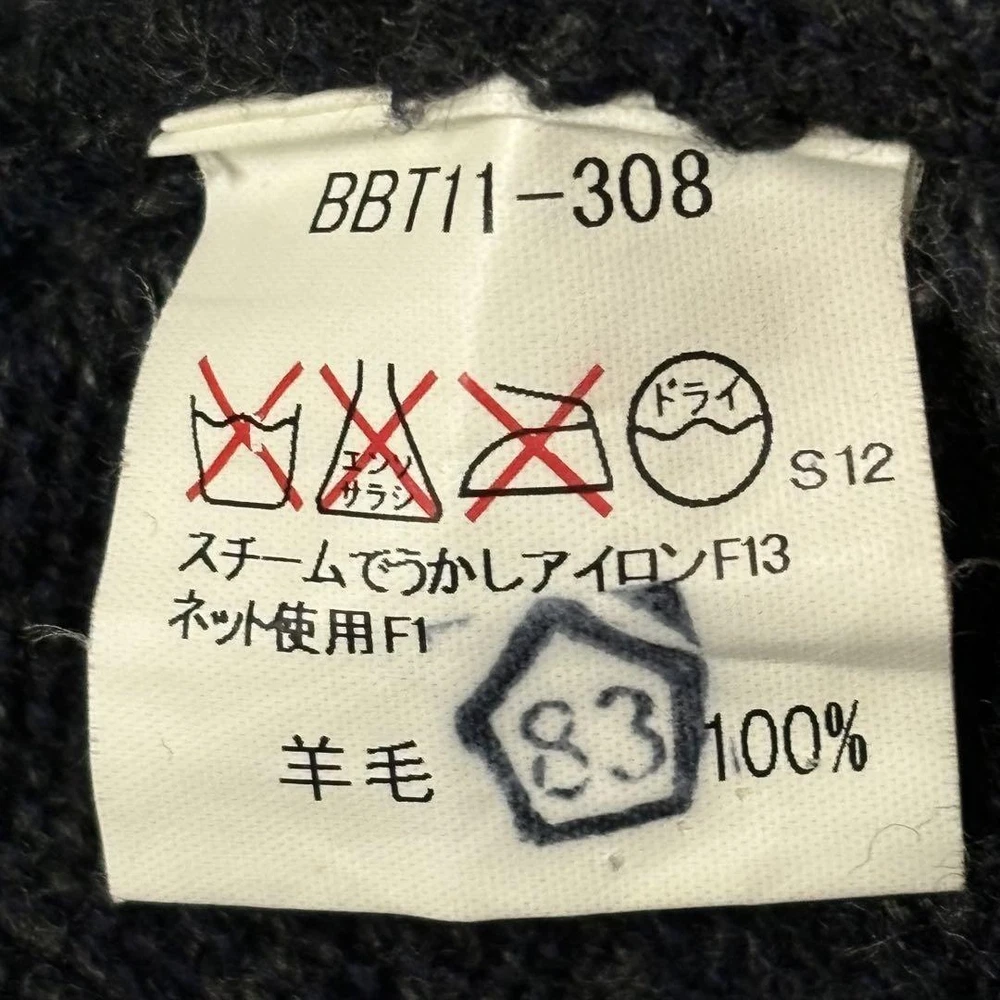 BBT11-308
エンソ
サラシ
ドライ
S12
スチームでうかしアイロンF13
ネット使用F1
83
羊毛 100%